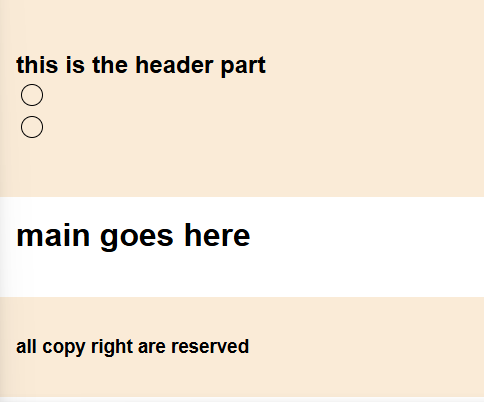 this is the header part
main goes here
all copy right are reserved